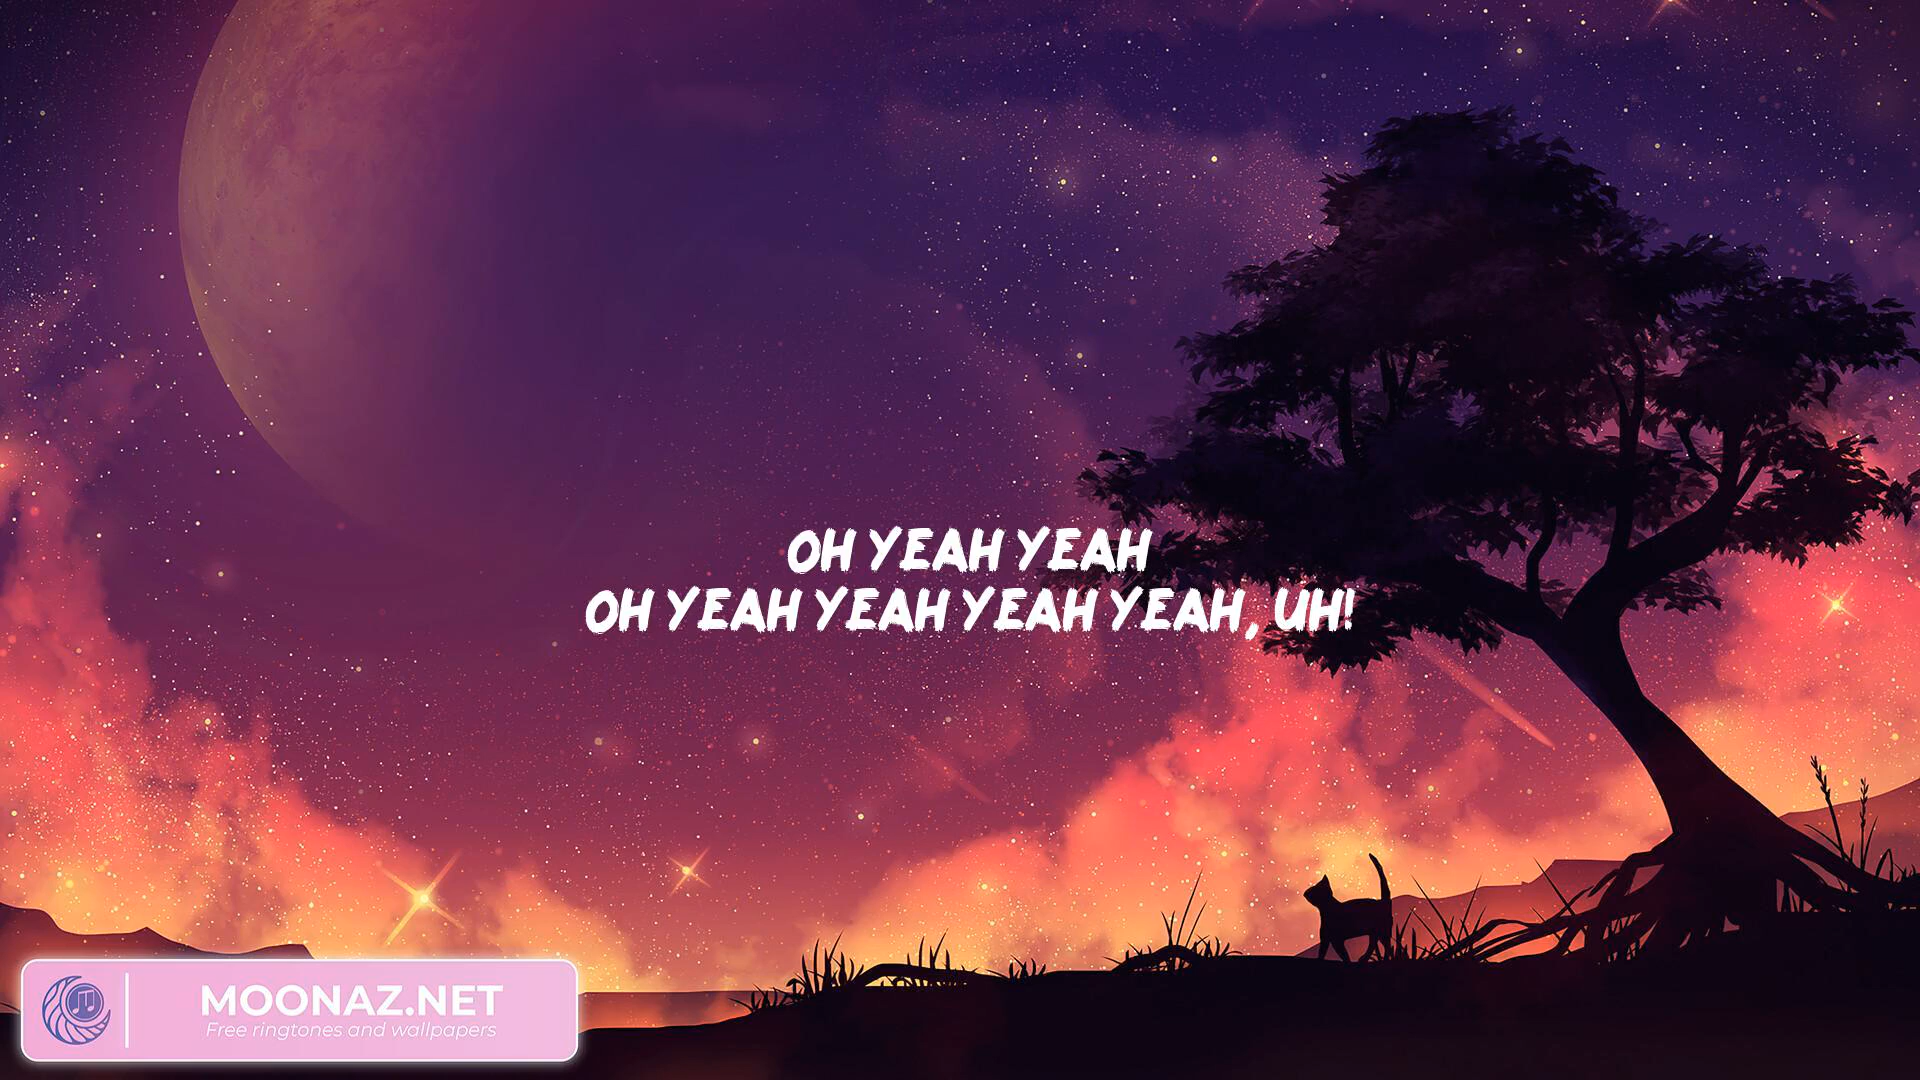 OH YEAH YEAH
OH YEAH YEAH YEAH YEAH, UH!
MOONAZ.NET
Free ringtones and wallpapers